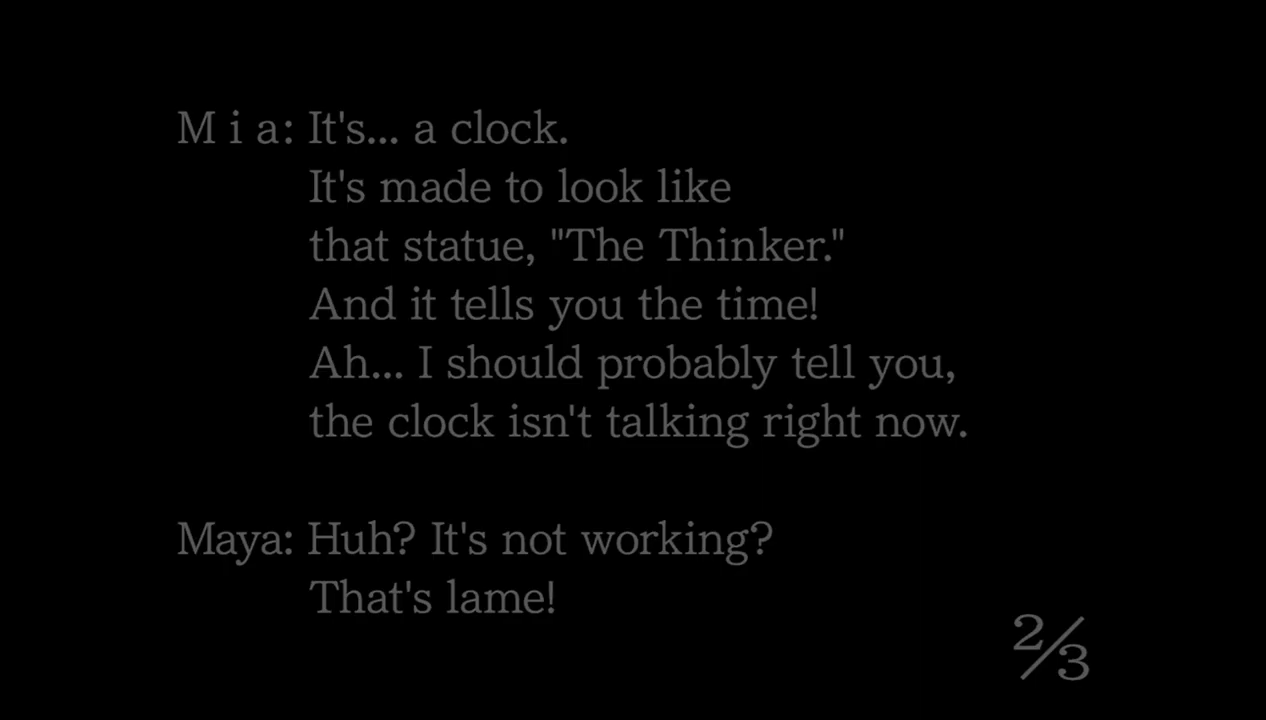 M i a: It's... a clock.
It's made to look like
that statue, "The Thinker."
And it tells you the time!
Ah... I should probably tell you,
the clock isn't talking right now.
Maya: Huh? It's not working?
That's lame!
2/3